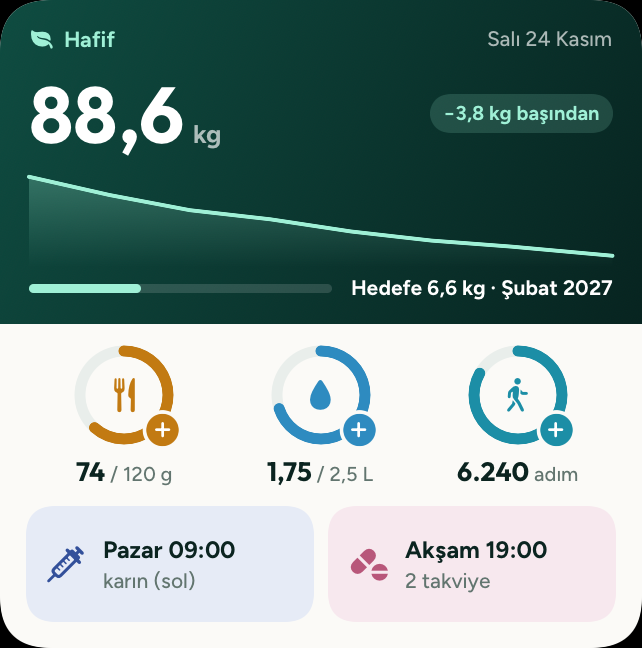 Hafif
Salı 24 Kasım
88,6 kg
−3,8 kg başından
Hedefe 6,6 kg · Şubat 2027
74 / 120 g
1,75 / 2,5 L
6.240 adım
Pazar 09:00
karın (sol)
Akşam 19:00
2 takviye